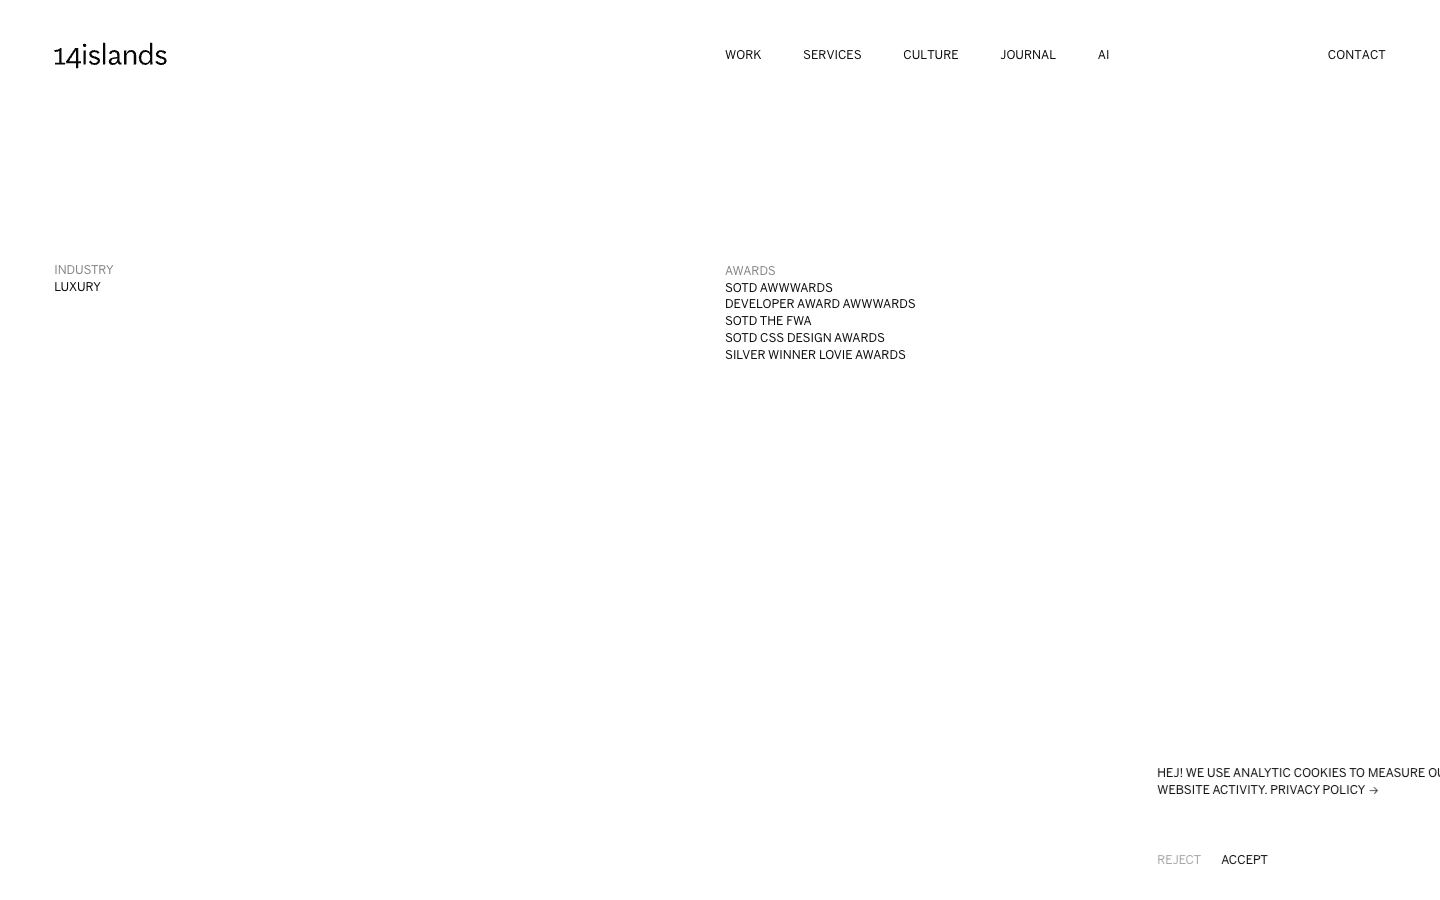 14islands
WORK
SERVICES
CULTURE
JOURNAL
AI
CONTACT
INDUSTRY
LUXURY
AWARDS
SOTD AWWWARDS
DEVELOPER AWARD AWWWARDS
SOTD THE FWA
SOTD CSS DESIGN AWARDS
SILVER WINNER LOVIE AWARDS
HEJ! WE USE ANALYTIC COOKIES TO MEASURE
WEBSITE ACTIVITY. PRIVACY POLICY →
REJECT
ACCEPT